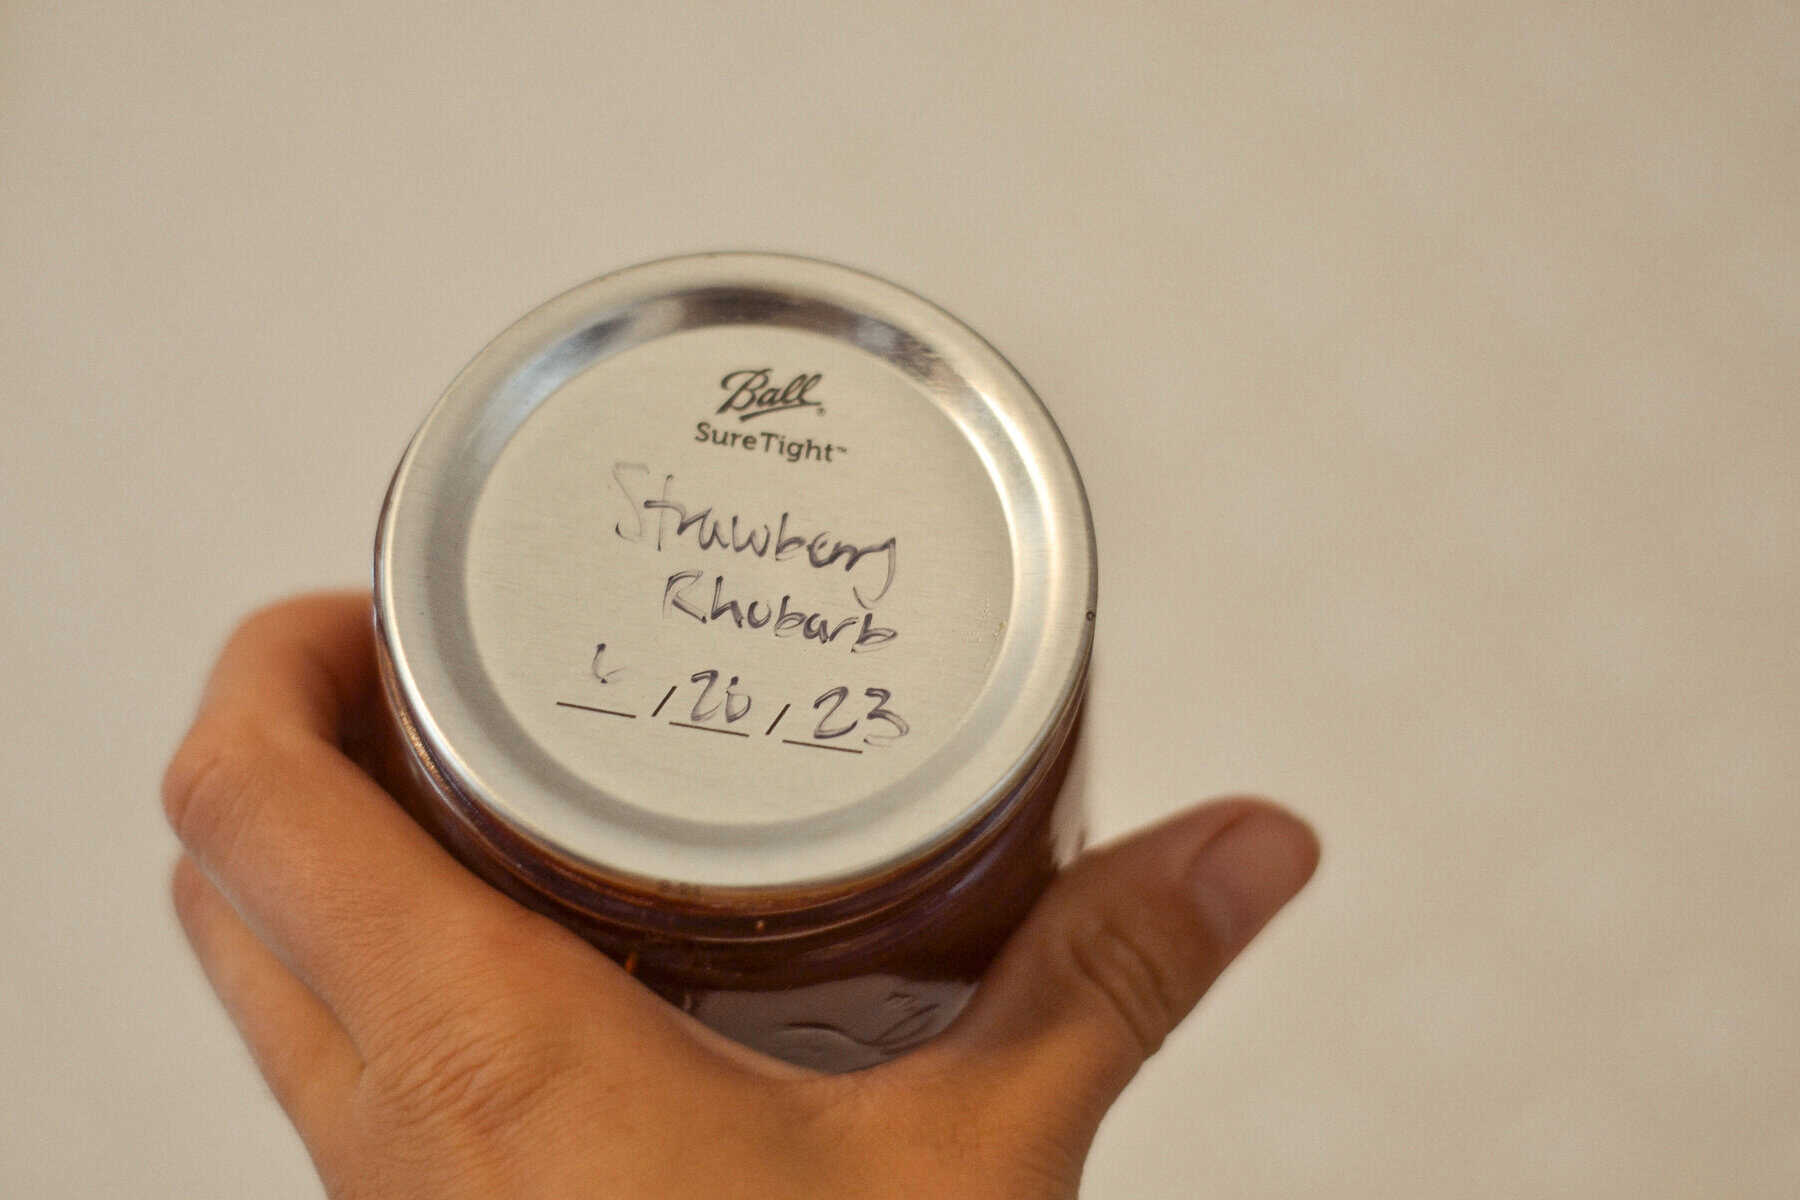 Ball®
SureTight™
Strawberry
Rhubarb
6/20/23